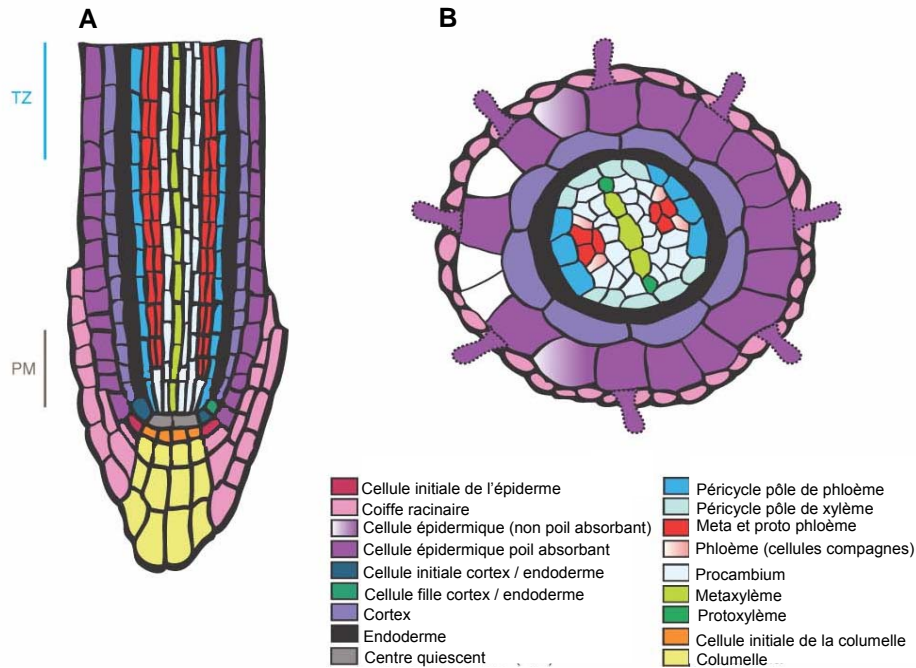 A
B
TZ
PM
Cellule initiale de l'épiderme
Coiffe racinaire
Cellule épidermique (non poil absorbant)
Cellule épidermique poil absorbant
Cellule initiale cortex / endoderme
Cellule fille cortex / endoderme
Cortex
Endoderme
Centre quiescent
Péricycle pôle de phloème
Péricycle pôle de xylème
Meta et proto phloème
Phloème (cellules compagnes)
Procambium
Metaxylème
Protoxylème
Cellule initiale de la columelle
Columelle